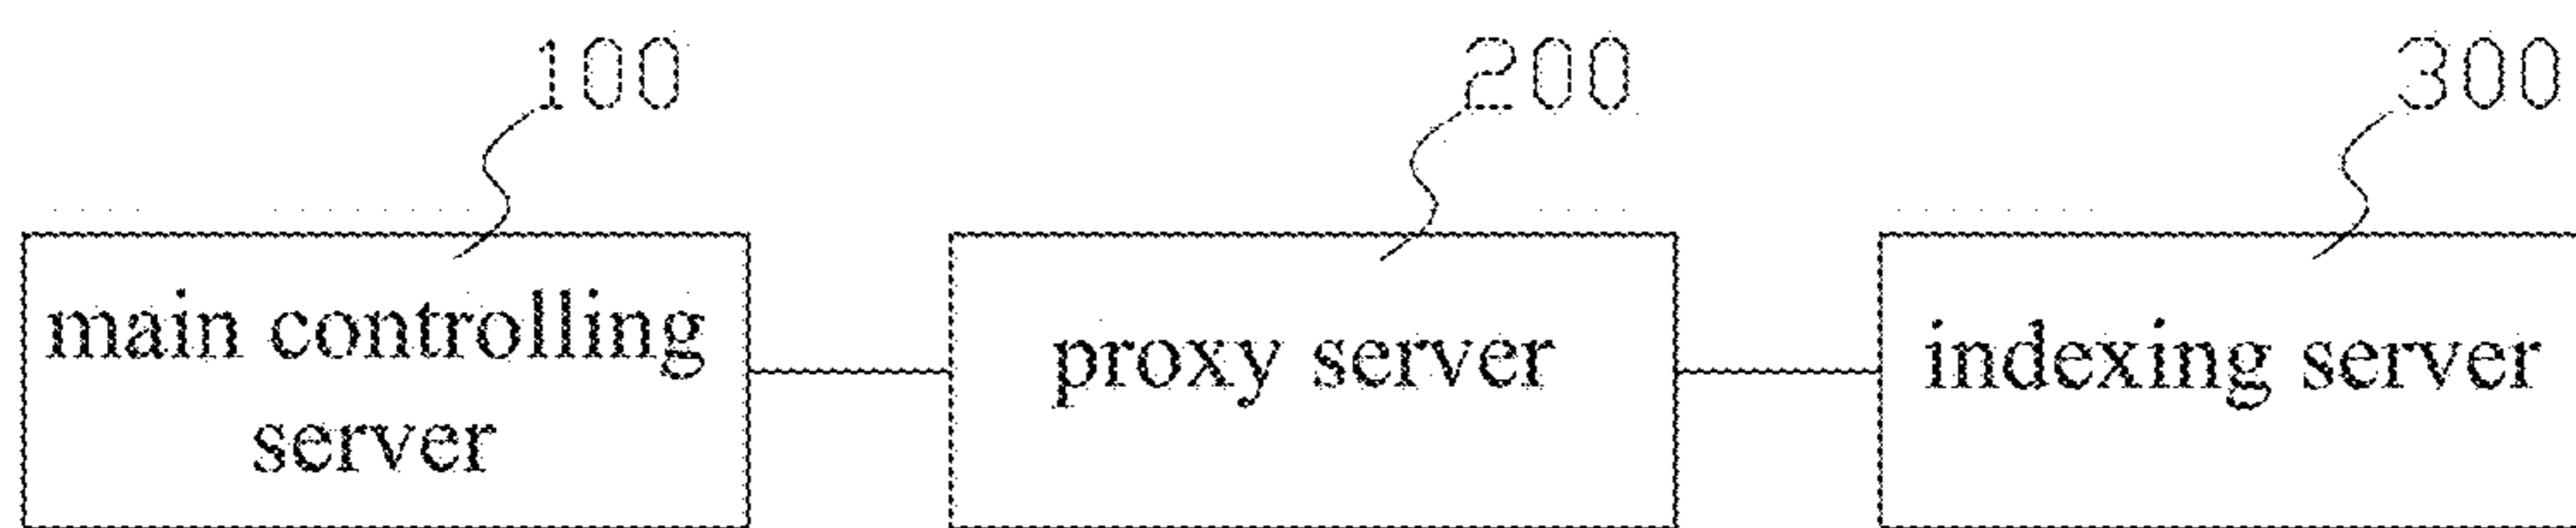 100 200 300
main controlling proxy server indexing server
server